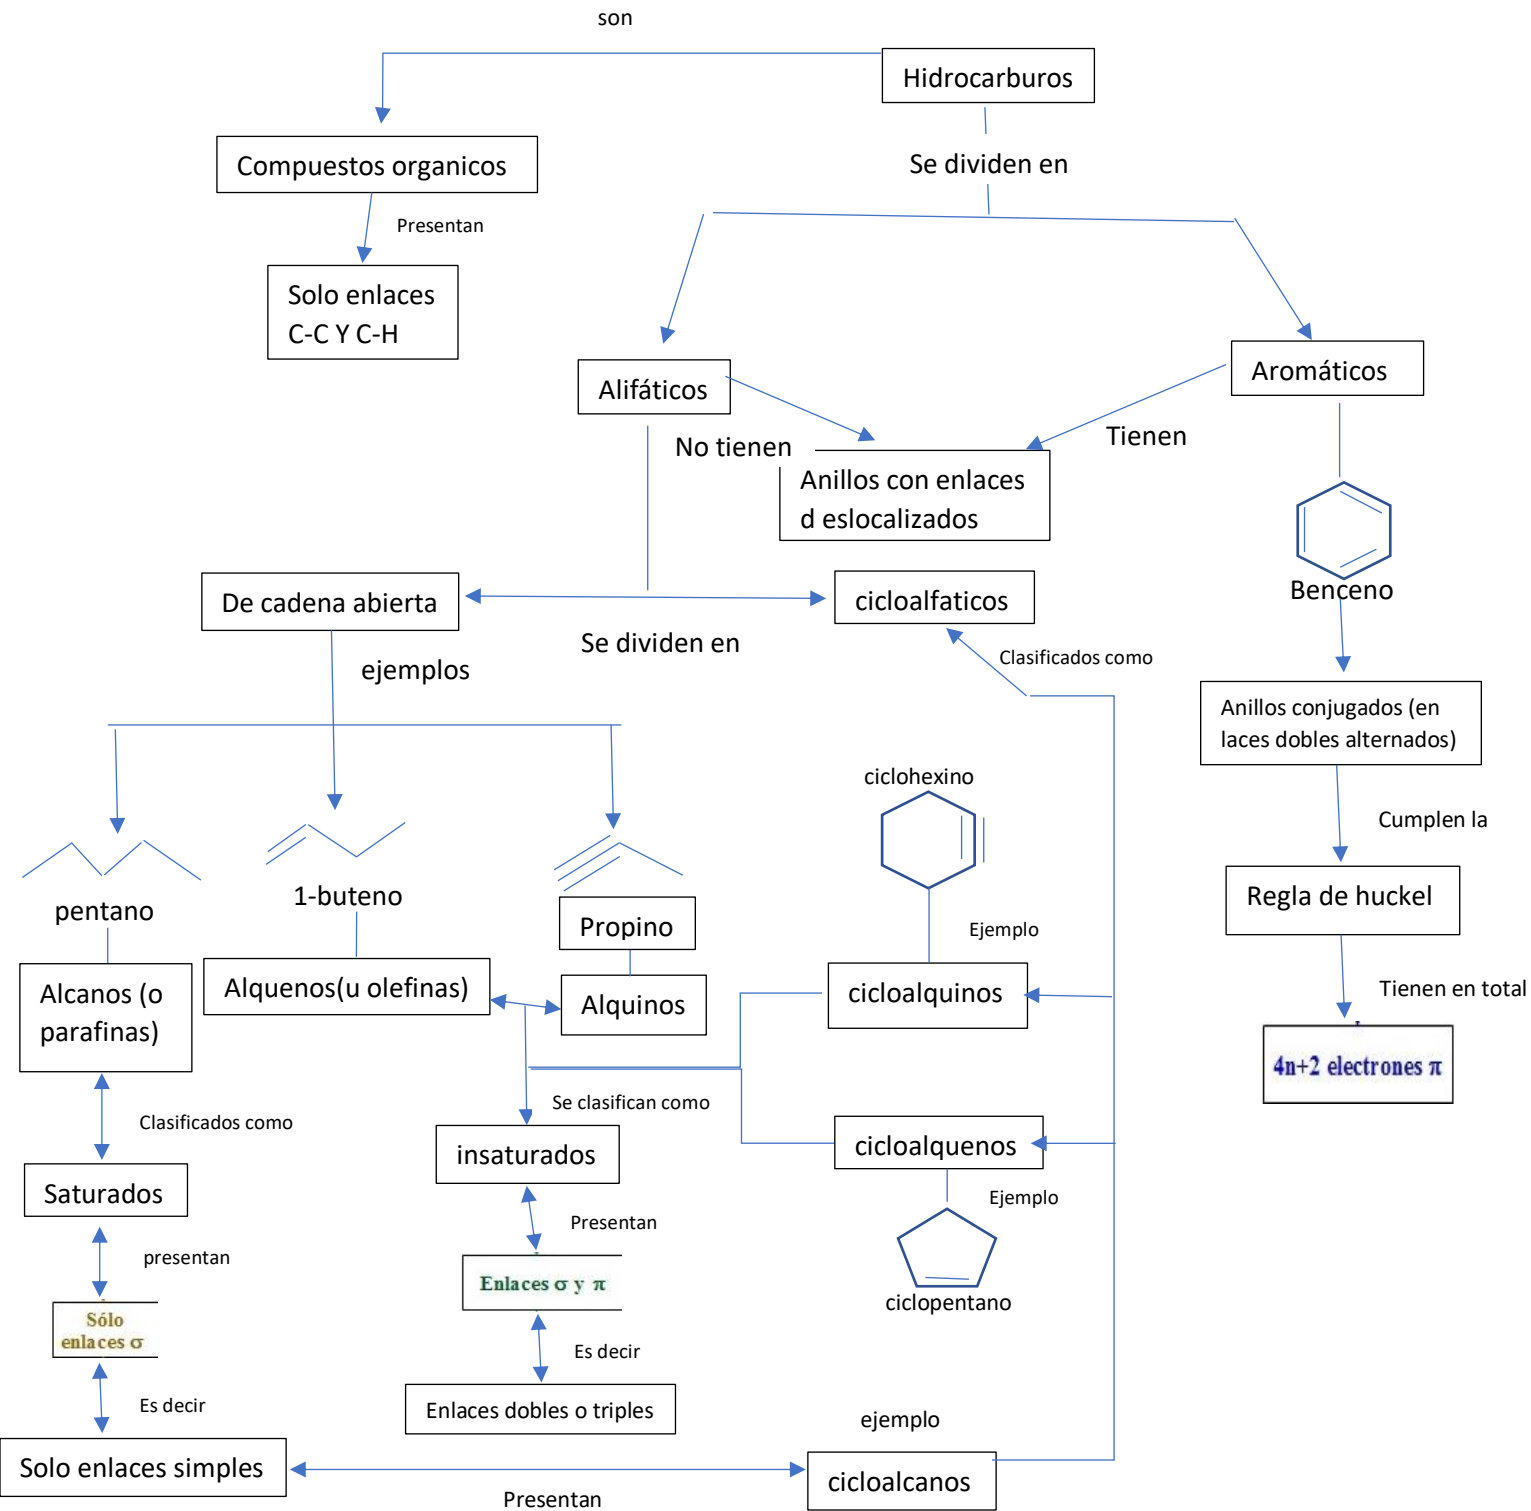 son
Hidrocarburos
Compuestos organicos
Se dividen en
Presentan
Solo enlaces
C-C Y C-H
Alifáticos
Aromáticos
No tienen
Tienen
Anillos con enlaces
d eslocalizados
Benceno
De cadena abierta
cicloalfaticos
Se dividen en
ejemplos
Clasificados como
Anillos conjugados (en
laces dobles alternados)
ciclohexino
Cumplen la
pentano
1-buteno
Propino
Ejemplo
Regla de huckel
Alcanos (o
parafinas)
Alquenos(u olefinas)
Alquinos
cicloalquinos
Tienen en total
4n+2 electrones π
Clasificados como
Se clasifican como
Saturados
insaturados
cicloalquenos
Ejemplo
presentan
Presentan
Sólo
enlaces σ
Enlaces σ y π
ciclopentano
Es decir
Es decir
Enlaces dobles o triples
ejemplo
Solo enlaces simples
cicloalcanos
Presentan